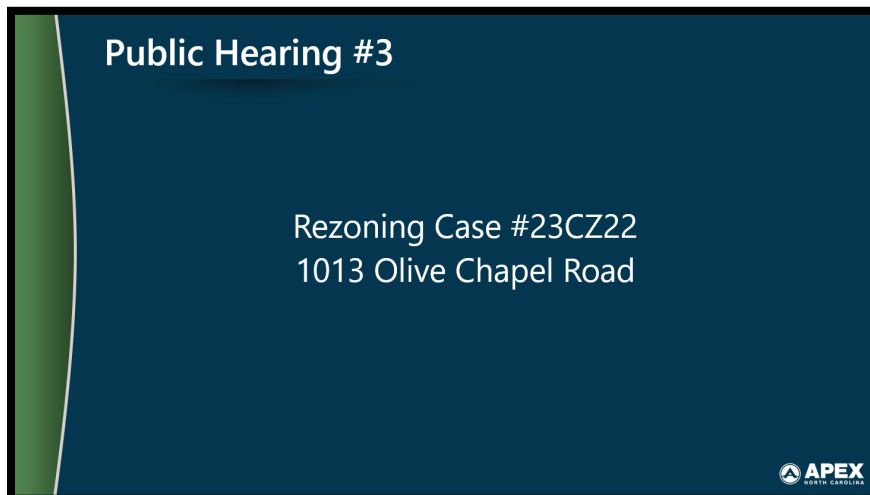 Public Hearing #3
Rezoning Case #23CZ22
1013 Olive Chapel Road
APEX
NORTH CAROLINA